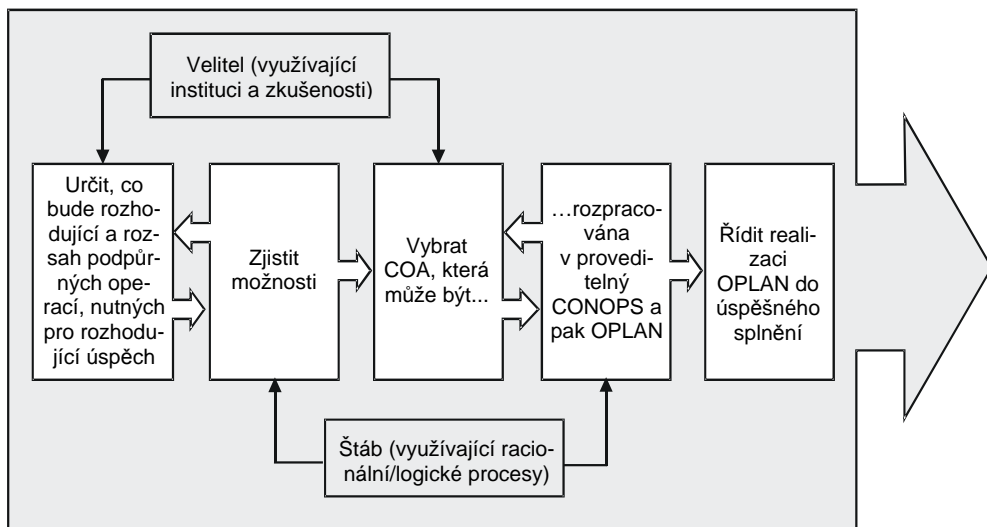 Velitel (využívající
instituci a zkušenosti)
Určit, co
bude rozho-
dující a roz-
sah podpůr-
ných ope-
rací, nutných
pro rozhodu-
jící úspěch
Zjistit
možnosti
Vybrat
COA, která
může být...
…rozpraco-
vána
v provedi-
telný
CONOPS a
pak OPLAN
Řídit reali-
zaci
OPLAN do
úspěšného
splnění
Štáb (využívající racio-
nální/logické procesy)